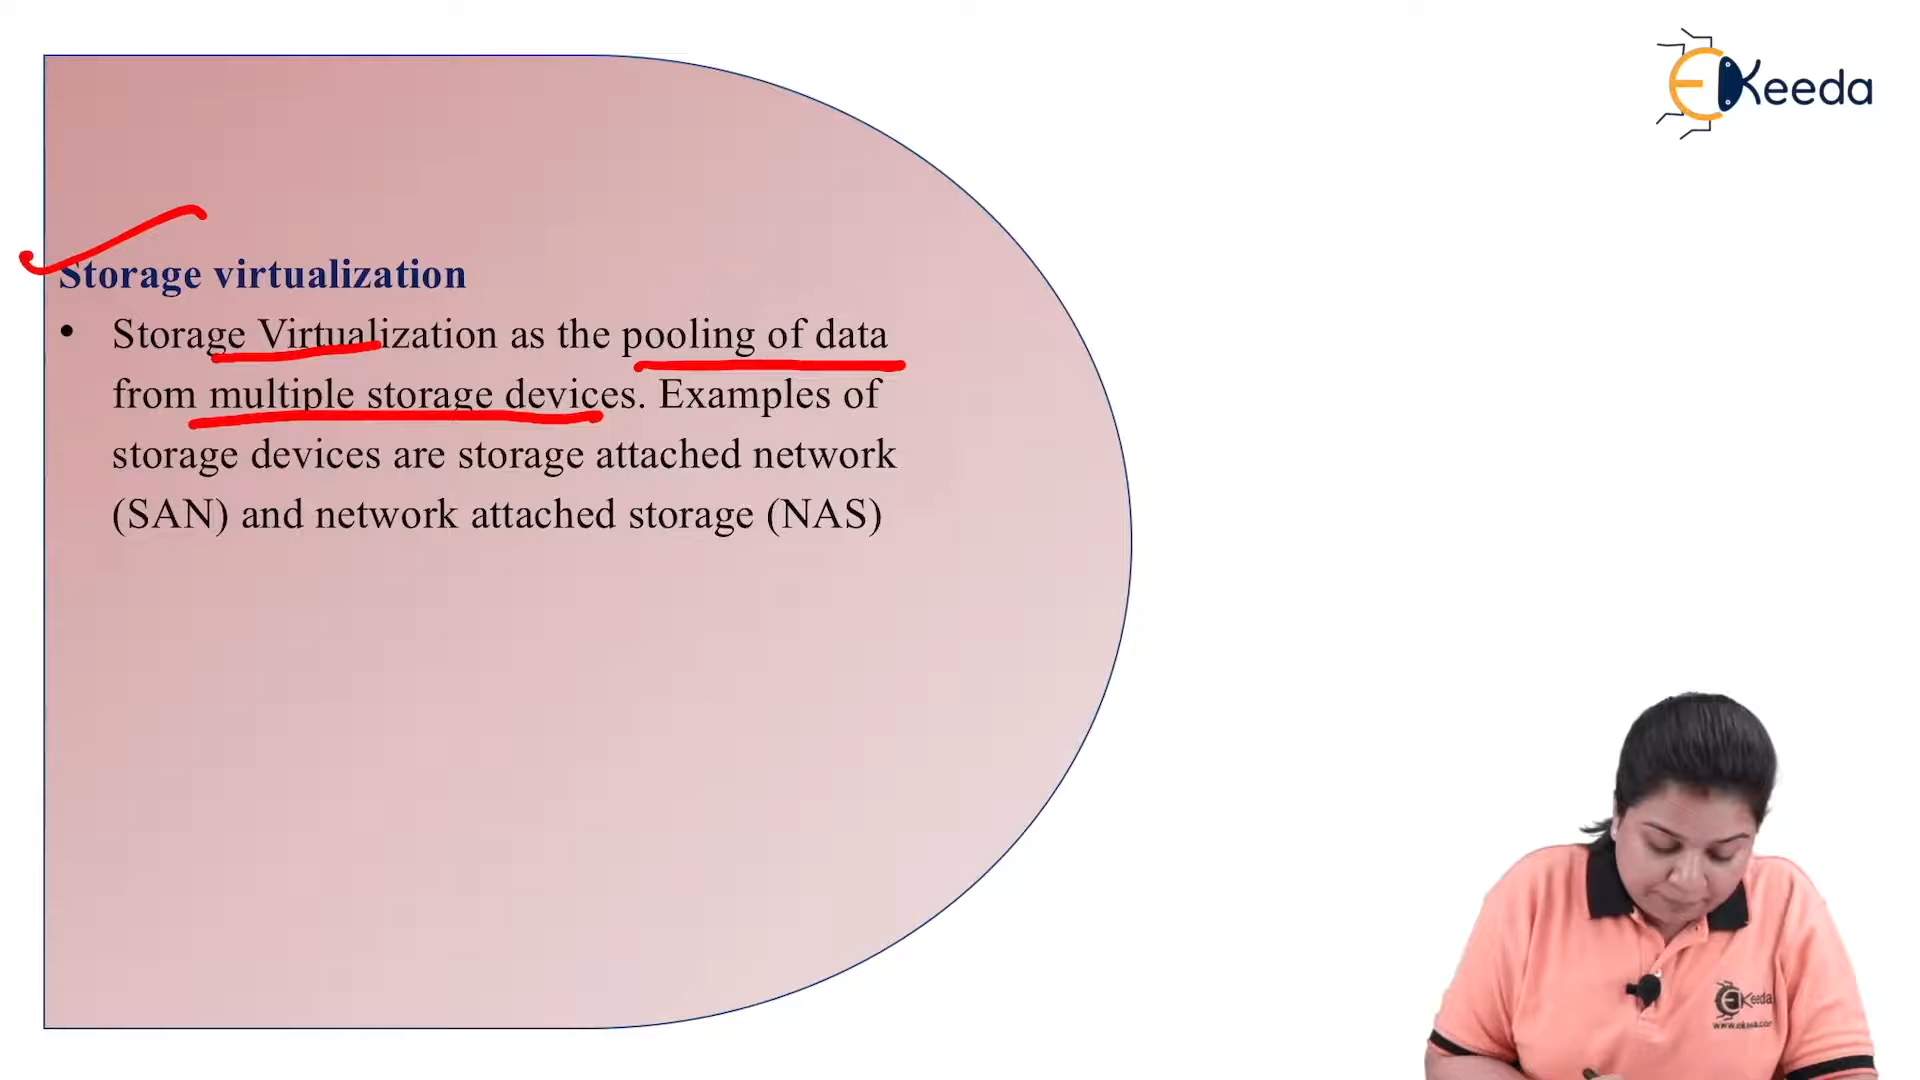 EKeeda
Storage virtualization
• Storage Virtualization as the pooling of data
from multiple storage devices. Examples of
storage devices are storage attached network
(SAN) and network attached storage (NAS)
EKeeda